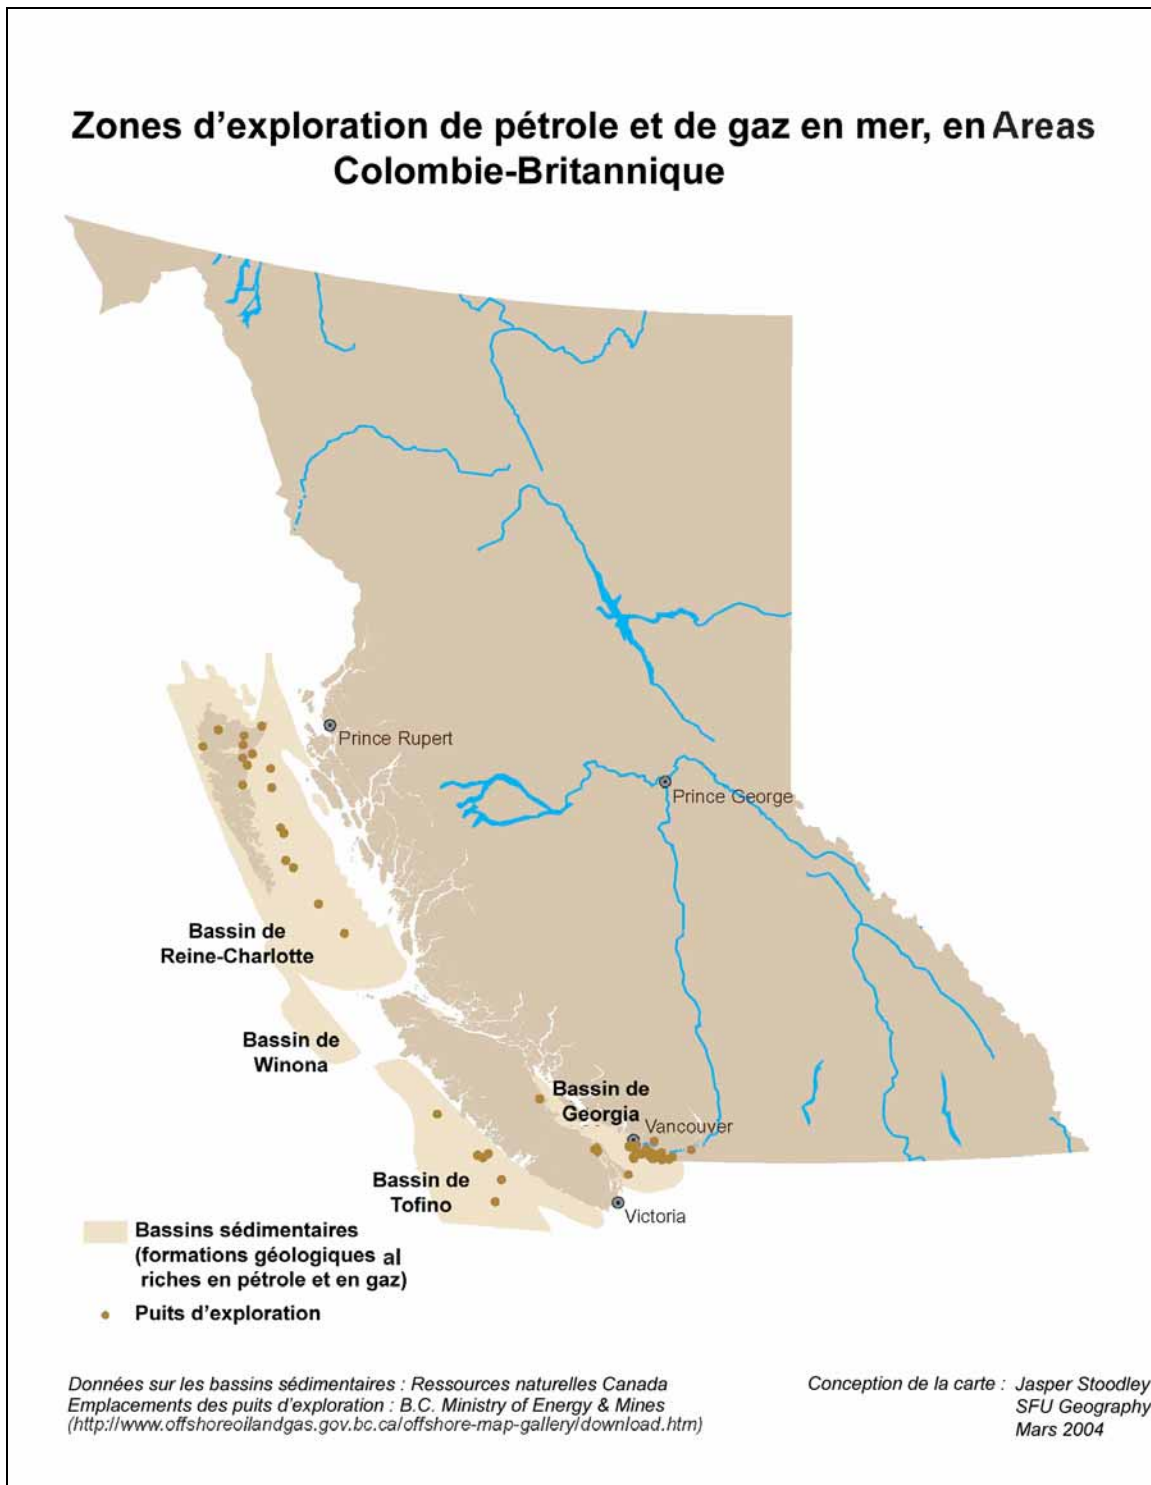 Zones d'exploration de pétrole et de gaz en mer, en Areas
Colombie-Britannique
Prince Rupert
Prince George
Bassin de
Reine-Charlotte
Bassin de
Winona
Bassin de
Georgia
Vancouver
Bassin de
Tofino
Victoria
Bassins sédimentaires
(formations géologiques al
riches en pétrole et en gaz)
Puits d'exploration
Données sur les bassins sédimentaires : Ressources naturelles Canada
Emplacements des puits d'exploration : B.C. Ministry of Energy & Mines
(http://www.offshoreoilandgas.gov.bc.ca/offshore-map-gallery/download.htm)
Conception de la carte : Jasper Stoodley
SFU Geography
Mars 2004